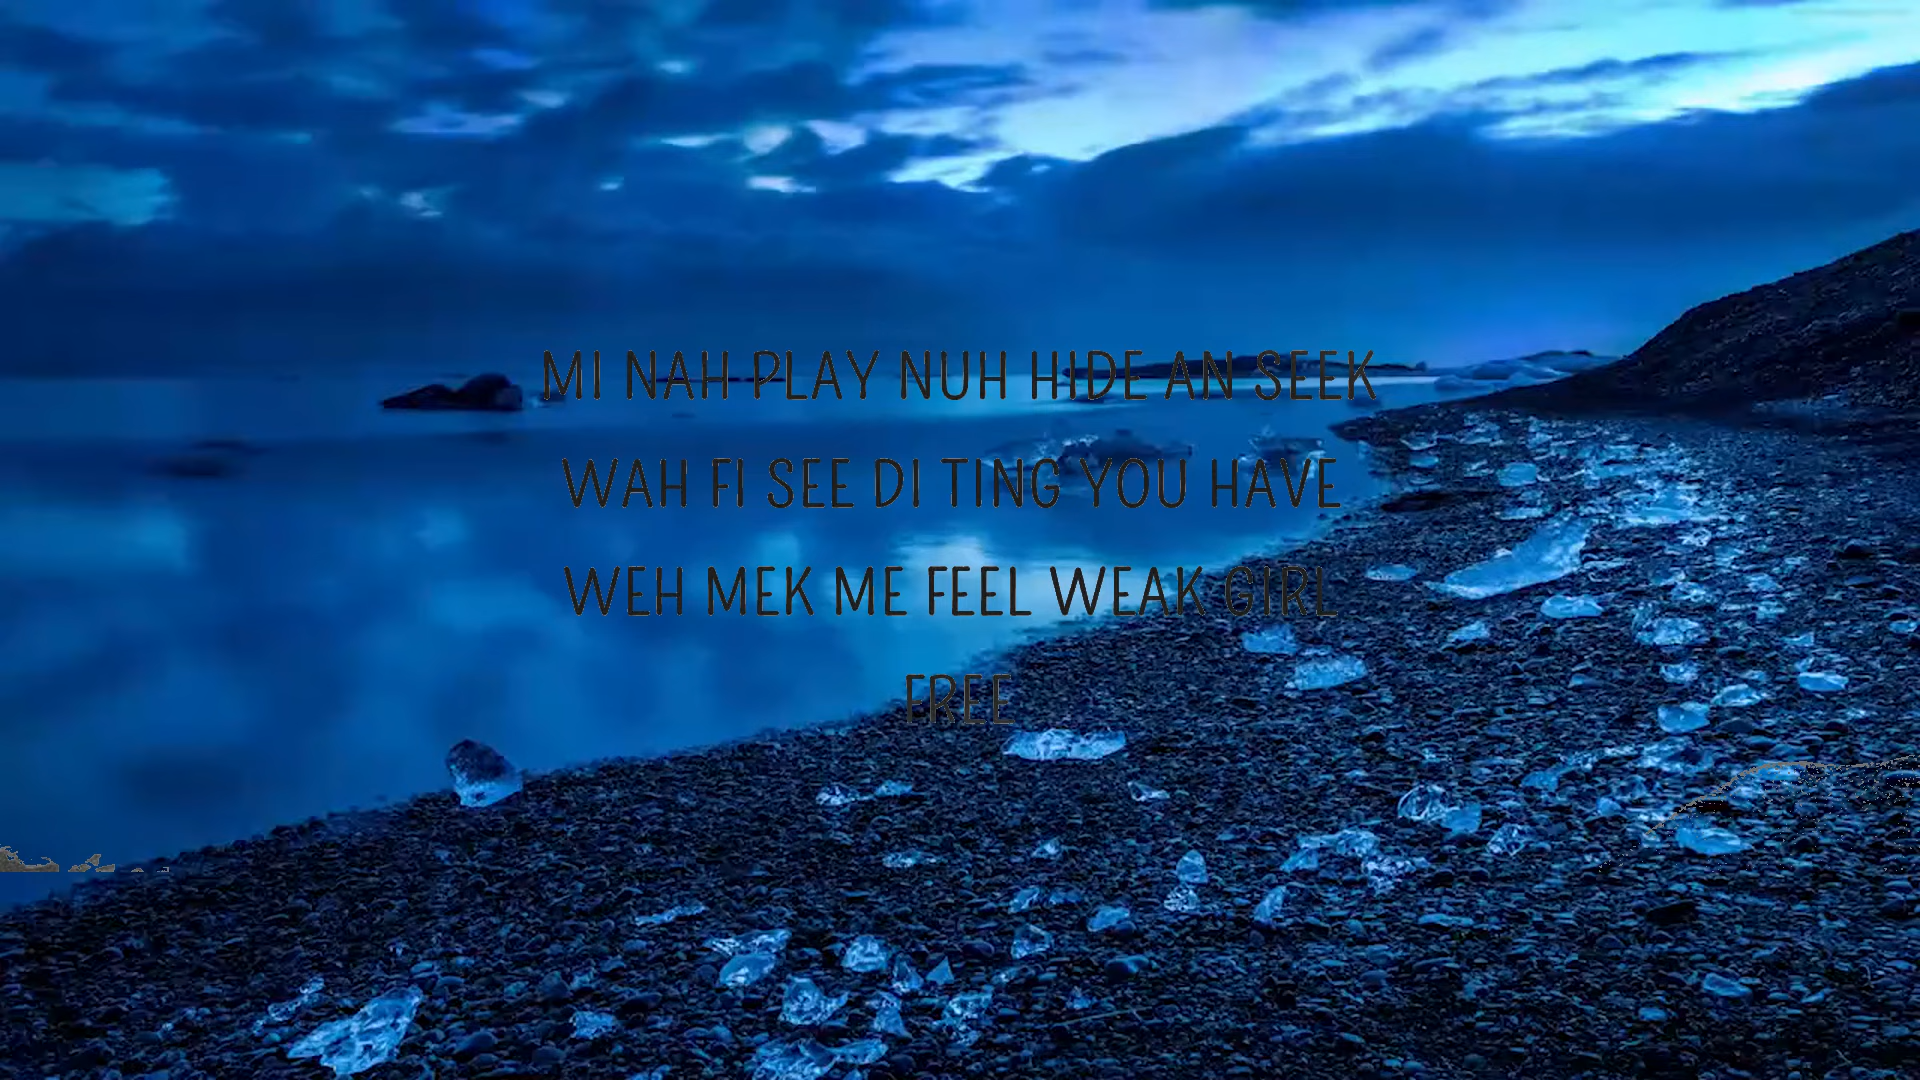 MI NAH PLAY NUH HIDE AN SEEK
WAH FI SEE DI TING YOU HAVE
WEH MEK ME FEEL WEAK GIRL
FREE